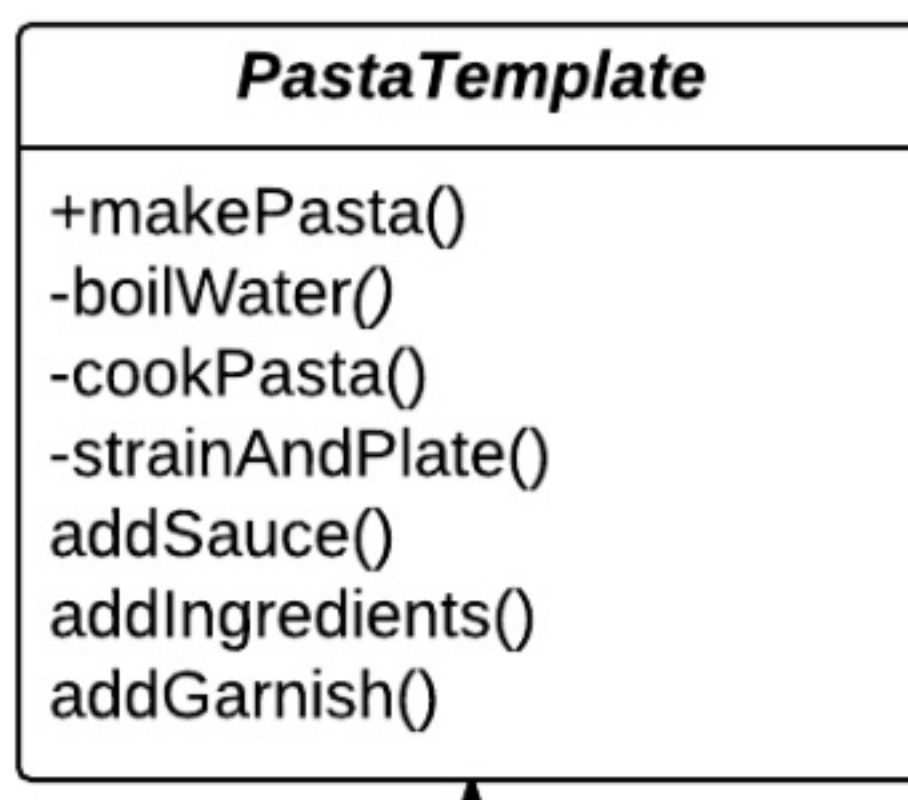 PastaTemplate
+makePasta()
-boilWater()
-cookPasta()
-strainAndPlate()
addSauce()
addIngredients()
addGarnish()